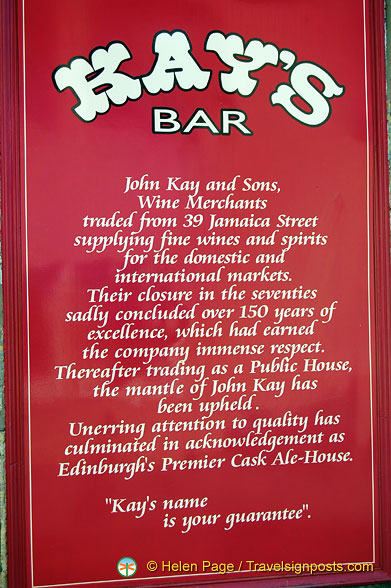 KAY'S
BAR
John Kay and Sons,
Wine Merchants
traded from 39 Jamaica Street
supplying fine wines and spirits
for the domestic and
international markets.
Their closure in the seventies
sadly concluded over 150 years of
excellence, which had earned
the company immense respect.
Thereafter trading as a Public House,
the mantle of John Kay has
been upheld.
Unerring attention to quality has
culminated in acknowledgement as
Edinburgh's Premier Cask Ale-House.
"Kay's name
is your guarantee".
© Helen Page / Travelsignposts.com